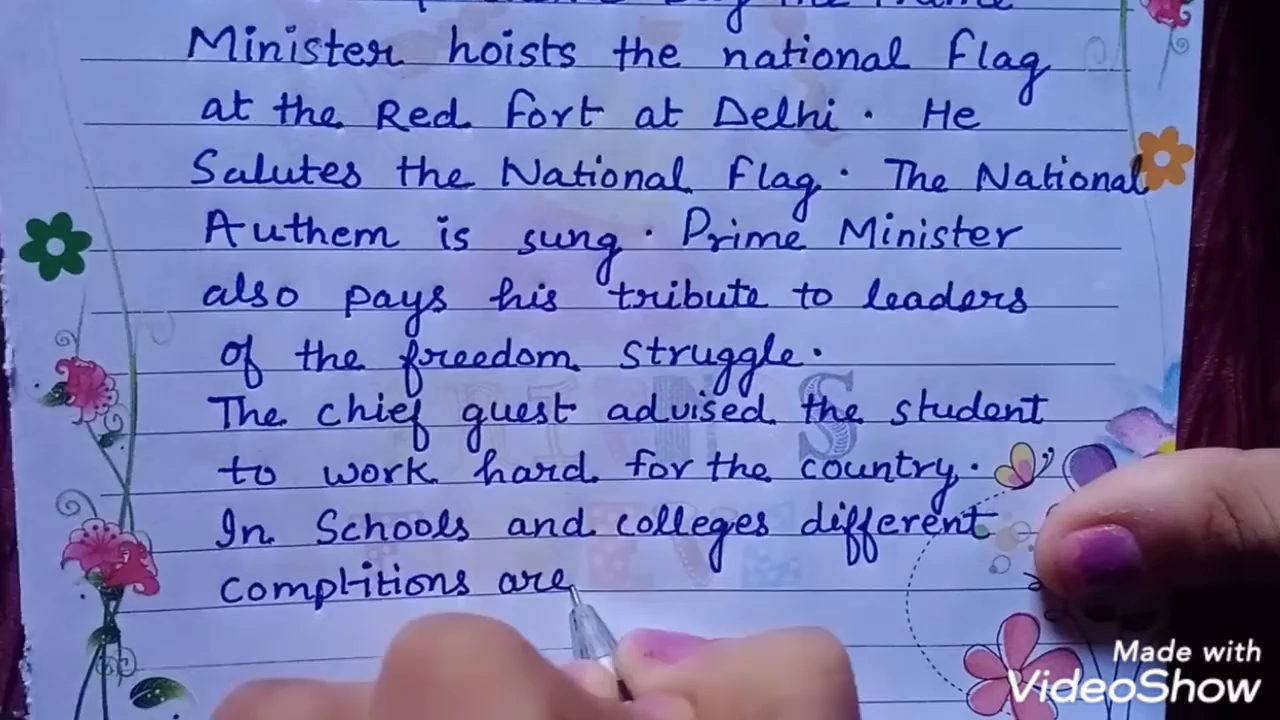 Minister hoists the national Flag
at the Red Fort at Delhi. He
Salutes the National Flag. The National
Authem is sung. Prime Minister
also pays his tribute to leaders
of the freedom struggle.
The chief guest advised the student
to work hard for the country.
In Schools and colleges different
complitions are
Made with
VideoShow